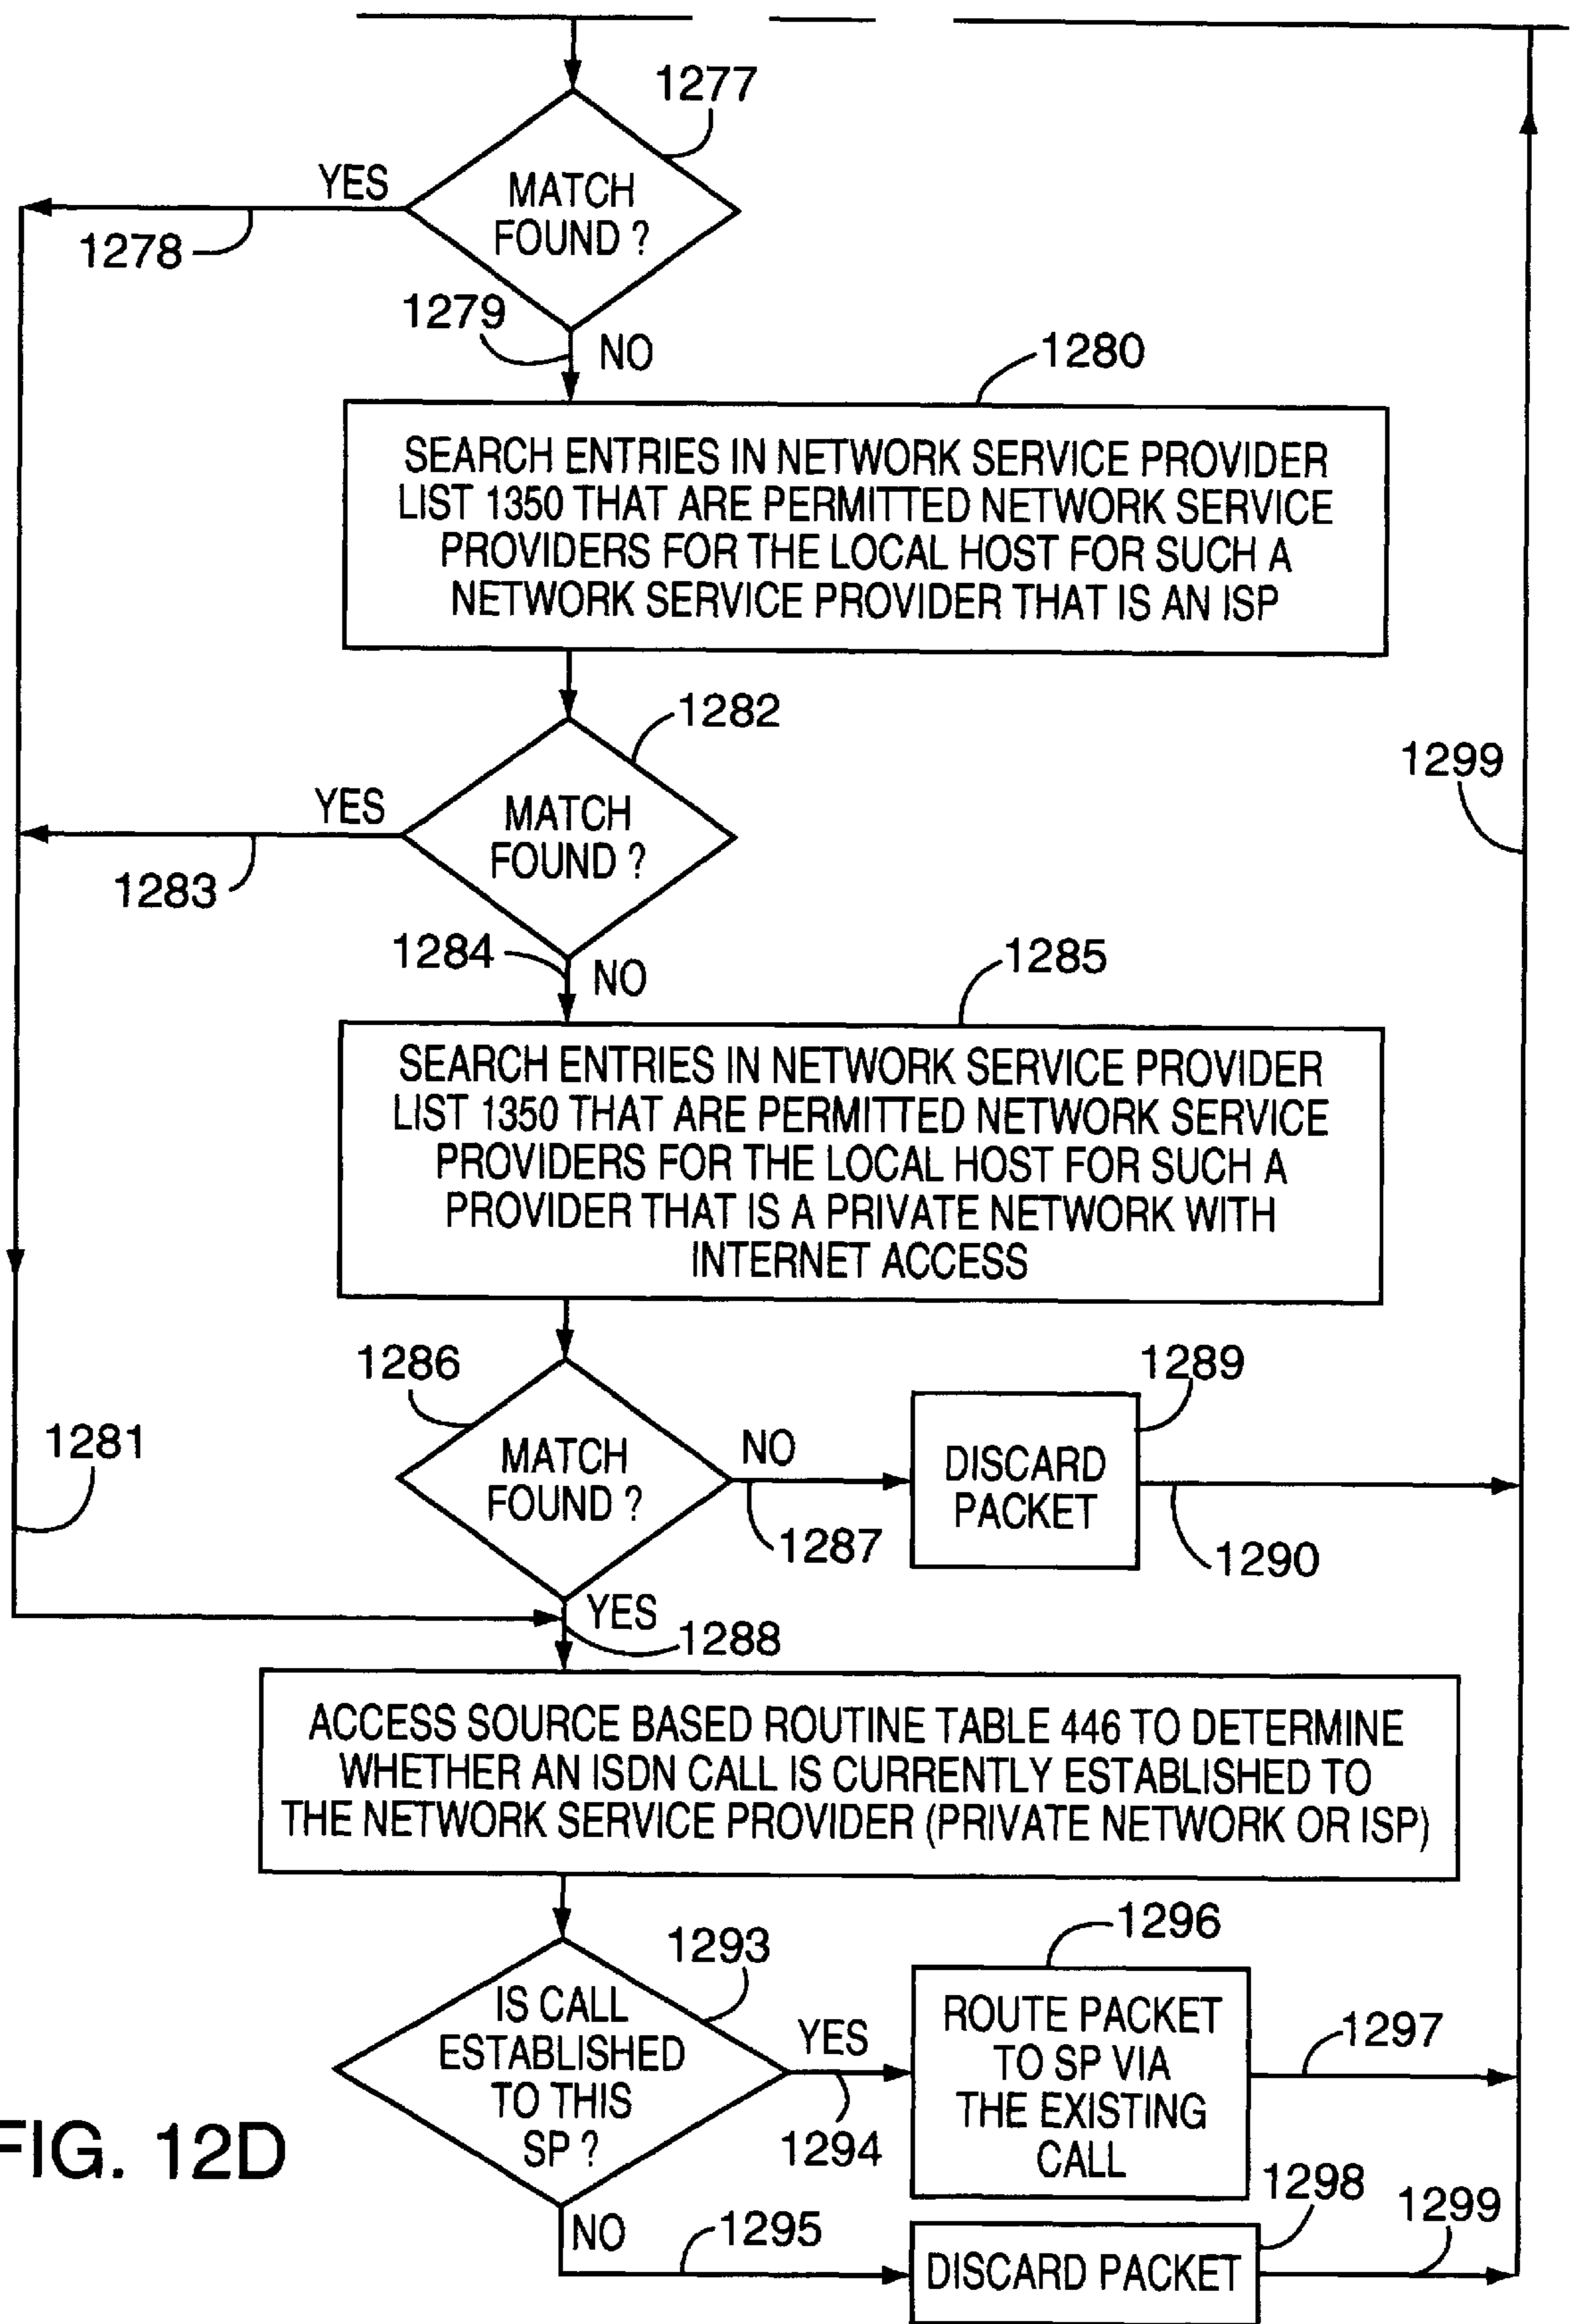 1277
YES
MATCH
FOUND ?
1278
1279
NO
1280
SEARCH ENTRIES IN NETWORK SERVICE PROVIDER
LIST 1350 THAT ARE PERMITTED NETWORK SERVICE
PROVIDERS FOR THE LOCAL HOST FOR SUCH A
NETWORK SERVICE PROVIDER THAT IS AN ISP
1282
1299
YES
MATCH
FOUND ?
1283
1284
NO
1285
SEARCH ENTRIES IN NETWORK SERVICE PROVIDER
LIST 1350 THAT ARE PERMITTED NETWORK SERVICE
PROVIDERS FOR THE LOCAL HOST FOR SUCH A
PROVIDER THAT IS A PRIVATE NETWORK WITH
INTERNET ACCESS
1286
1289
1281
MATCH
FOUND ?
NO
1287
DISCARD
PACKET
1290
YES
1288
ACCESS SOURCE BASED ROUTINE TABLE 446 TO DETERMINE
WHETHER AN ISDN CALL IS CURRENTLY ESTABLISHED TO
THE NETWORK SERVICE PROVIDER (PRIVATE NETWORK OR ISP)
1293
1296
IS CALL
ESTABLISHED
TO THIS
SP ?
YES
1294
ROUTE PACKET
TO SP VIA
THE EXISTING
CALL
1297
FIG. 12D
NO
1295
1298
1299
DISCARD PACKET